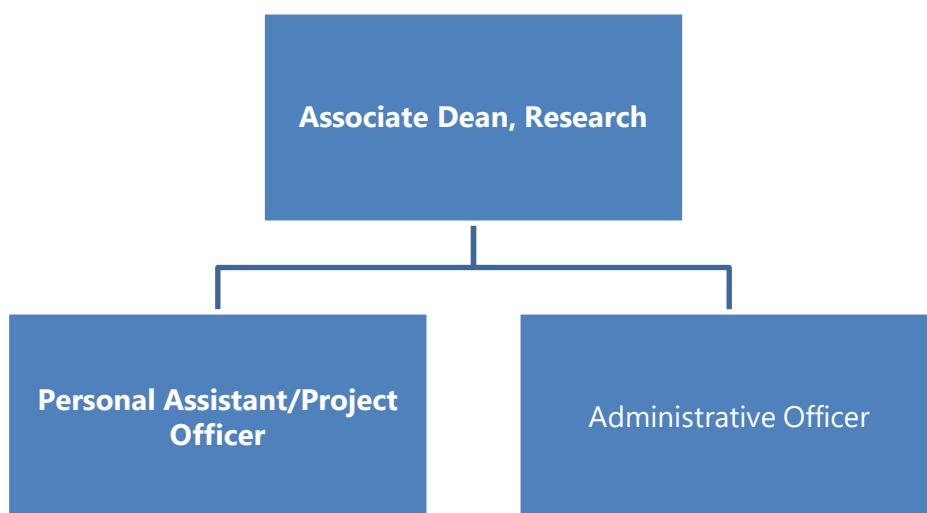 Associate Dean, Research
Personal Assistant/Project
Officer
Administrative Officer